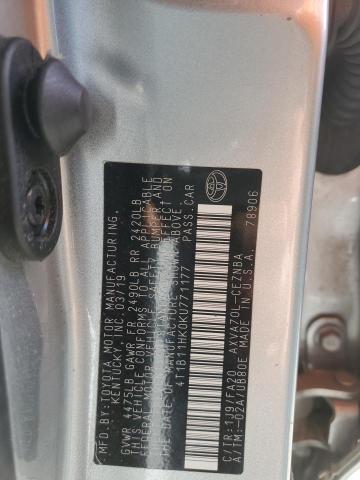 MFD. BY:
TOYOTA MOTOR MANUFACTURING,
KENTUCKY, INC. 03/19
GVWR 4475LB GAWR FR 2490LB RR 2420LB
THIS VEHICLE CONFORMS TO ALL APPLICABLE
FEDERAL MOTOR VEHICLE SAFETY, BUMPER AND
THEFT PREVENTION STANDARDS IN EFFECT ON
THE DATE OF MANUFACTURE SHOWN ABOVE.
4T1B11HK0KU771177 PASS.CAR
C/TR:1J9/FA20 AXVA70L-CEZNBA
A/TM:-02A/UB80E MADE IN U.S.A. 78906